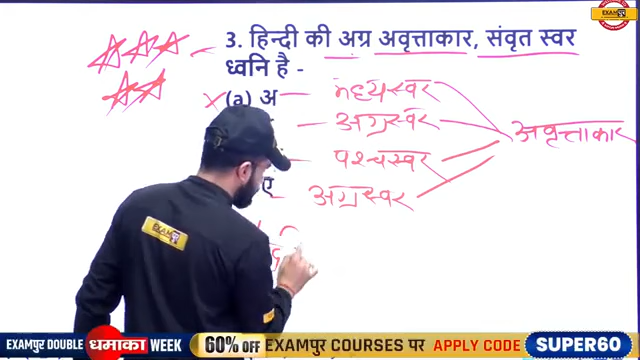 EXAMPUR
3. हिन्दी की अग्र अवृत्ताकार, संवृत स्वर
ध्वनि है -
(a) अ
मध्यस्वर
अग्रस्वर
पश्चस्वर
ए
अग्रस्वर
अवृत्ताकार
EXAMPUR
EXAMPUR DOUBLE धमाका WEEK 60% OFF EXAMPUR COURSES पर APPLY CODE SUPER60